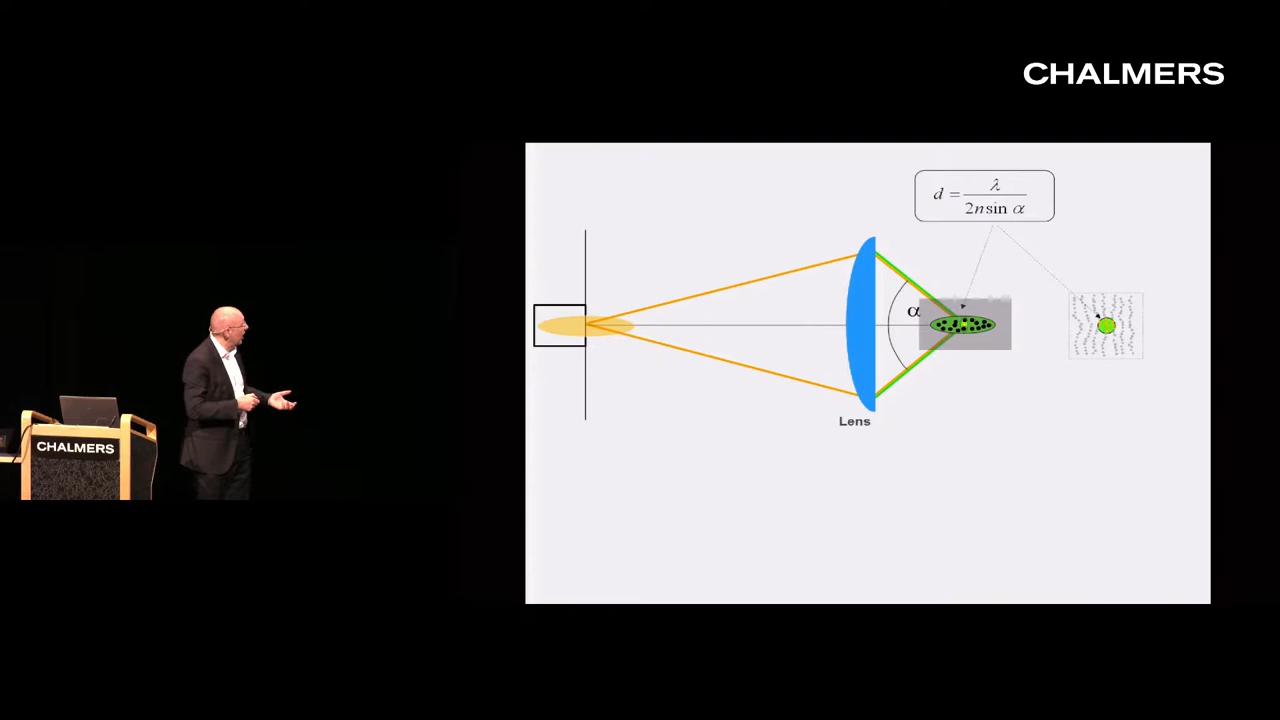 CHALMERS
d = λ / 2n sin α
α
Lens
CHALMERS